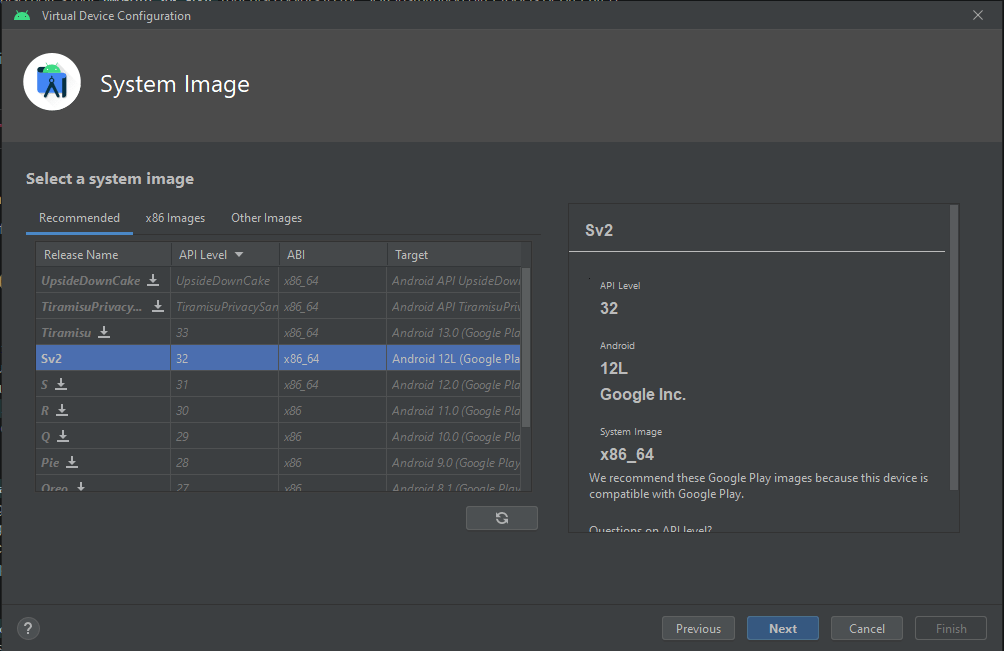 Virtual Device Configuration
System Image
Select a system image
Recommended x86 Images Other Images
Release Name API Level ABI Target
UpsideDownCake UpsideDownCake x86_64 Android API UpsideDown
TiramisuPrivacy... TiramisuPrivacySan x86_64 Android API TiramisuPriv
Tiramisu 33 x86_64 Android 13.0 (Google Pla
Sv2 32 x86_64 Android 12L (Google Pla
S 31 x86_64 Android 12.0 (Google Pla
R 30 x86 Android 11.0 (Google Pla
Q 29 x86 Android 10.0 (Google Pla
Pie 28 x86 Android 9.0 (Google Play
Oreo 27 x86 Android 8.1 (Google Play
Sv2
API Level
32
Android
12L
Google Inc.
System Image
x86_64
We recommend these Google Play images because this device is
compatible with Google Play.
Questions on API level?
? Previous Next Cancel Finish